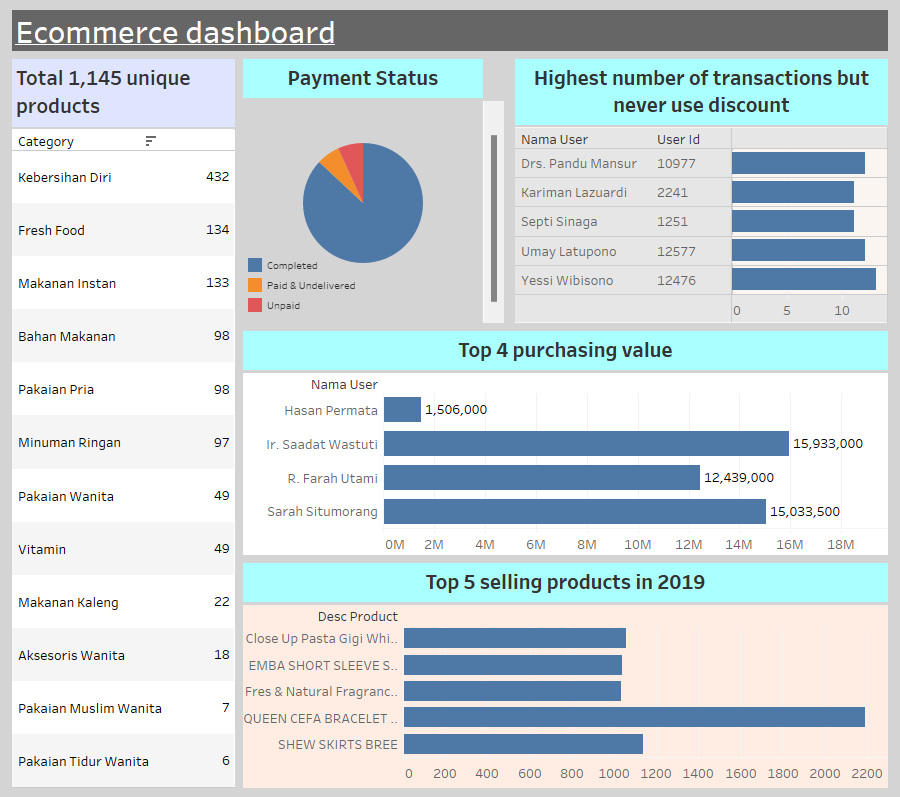 Ecommerce dashboard
Total 1,145 unique
products
Category
Kebersihan Diri 432
Fresh Food 134
Makanan Instan 133
Bahan Makanan 98
Pakaian Pria 98
Minuman Ringan 97
Pakaian Wanita 49
Vitamin 49
Makanan Kaleng 22
Aksesoris Wanita 18
Pakaian Muslim Wanita 7
Pakaian Tidur Wanita 6
Payment Status
Completed
Paid & Undelivered
Unpaid
Highest number of transactions but
never use discount
Nama User User Id
Drs. Pandu Mansur 10977
Kariman Lazuardi 2241
Septi Sinaga 1251
Umay Latupono 12577
Yessi Wibisono 12476
0 5 10
Top 4 purchasing value
Nama User
Hasan Permata 1,506,000
Ir. Saadat Wastuti 15,933,000
R. Farah Utami 12,439,000
Sarah Situmorang 15,033,500
0M 2M 4M 6M 8M 10M 12M 14M 16M 18M
Top 5 selling products in 2019
Desc Product
Close Up Pasta Gigi Whi..
EMBA SHORT SLEEVE S..
Fres & Natural Fragranc..
QUEEN CEFA BRACELET ..
SHEW SKIRTS BREE
0 200 400 600 800 1000 1200 1400 1600 1800 2000 2200